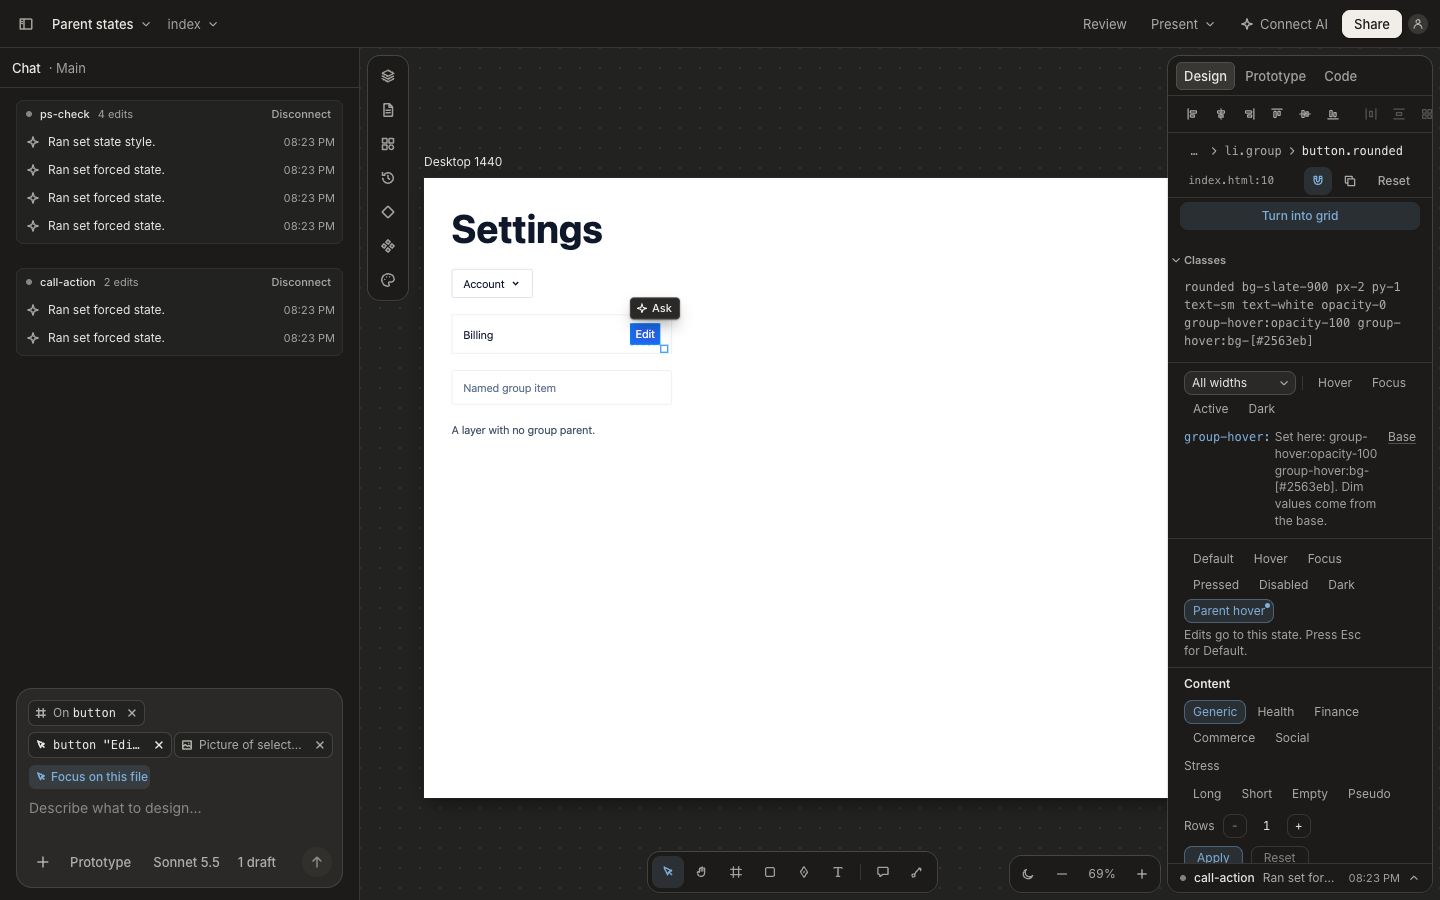 Parent states
index
Review
Present
Connect AI
Share
Chat · Main
ps-check 4 edits Disconnect
Ran set state style. 08:23 PM
Ran set forced state. 08:23 PM
Ran set forced state. 08:23 PM
Ran set forced state. 08:23 PM
call-action 2 edits Disconnect
Ran set forced state. 08:23 PM
Ran set forced state. 08:23 PM
On button
button "Edi…
Picture of select...
Focus on this file
Describe what to design...
Prototype Sonnet 5.5 1 draft
Desktop 1440
Settings
Account
Ask
Billing
Edit
Named group item
A layer with no group parent.
69%
Design Prototype Code
… li.group button.rounded
index.html:10
Reset
Turn into grid
Classes
rounded bg-slate-900 px-2 py-1
text-sm text-white opacity-0
group-hover:opacity-100 group-
hover:bg-[#2563eb]
All widths
Hover Focus
Active Dark
group-hover: Set here: group- Base
hover:opacity-100
group-hover:bg-
[#2563eb]. Dim
values come from
the base.
Default Hover Focus
Pressed Disabled Dark
Parent hover
Edits go to this state. Press Esc
for Default.
Content
Generic Health Finance
Commerce Social
Stress
Long Short Empty Pseudo
Rows - 1 +
Apply Reset
call-action Ran set for... 08:23 PM